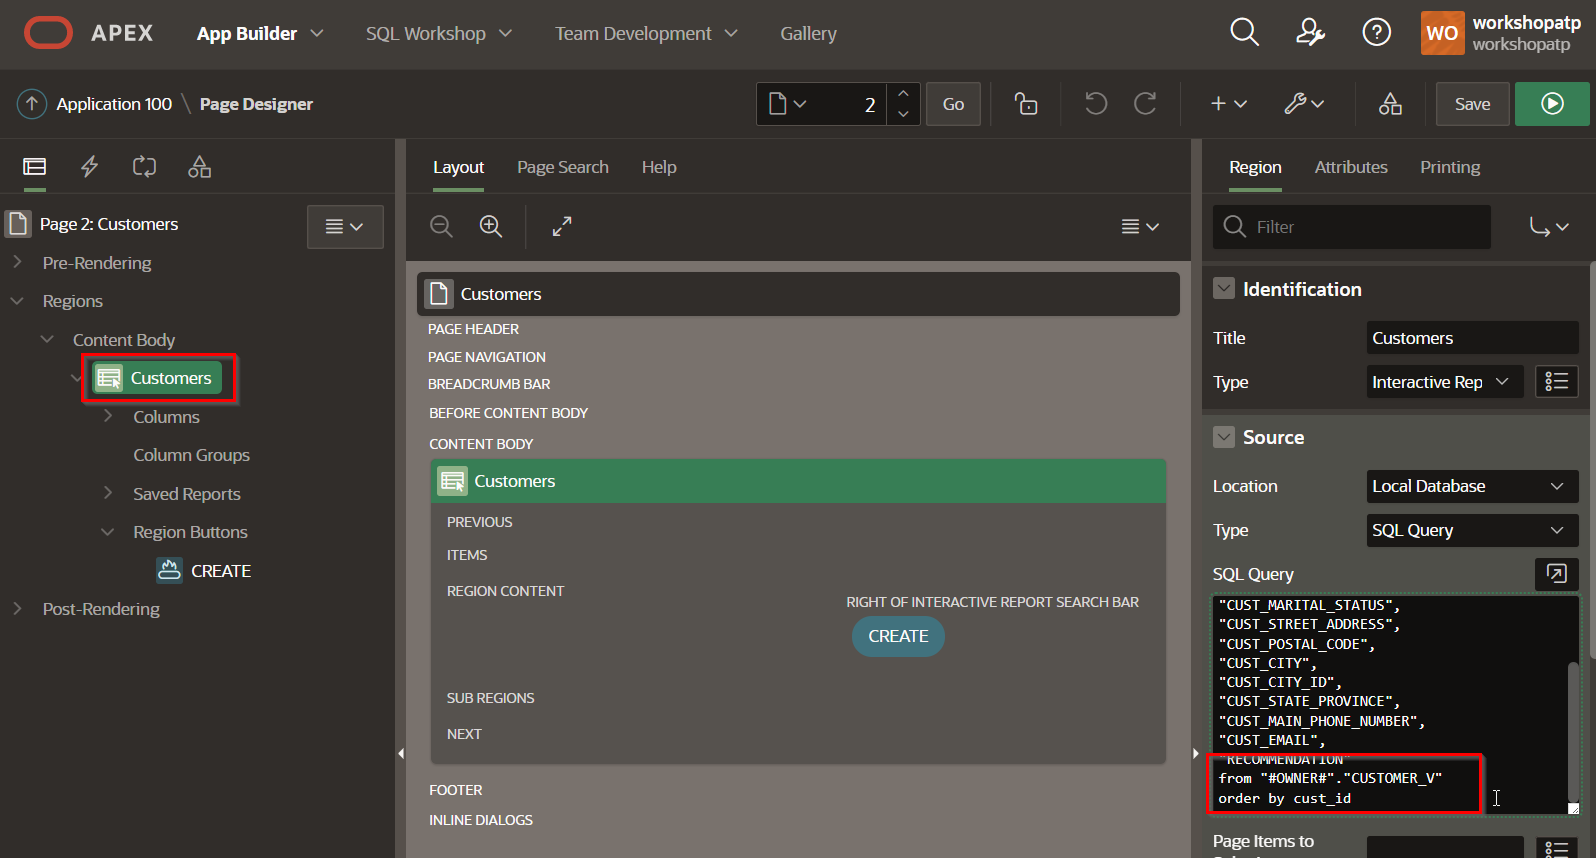 APEX App Builder SQL Workshop Team Development Gallery WO workshopatp
workshopatp
Application 100 \ Page Designer 2 Go Save
Layout Page Search Help
Region Attributes Printing
Page 2: Customers
Filter
Pre-Rendering
Regions
Content Body
Customers
Columns
Column Groups
Saved Reports
Region Buttons
CREATE
Post-Rendering
Customers
PAGE HEADER
PAGE NAVIGATION
BREADCRUMB BAR
BEFORE CONTENT BODY
CONTENT BODY
Customers
PREVIOUS
ITEMS
REGION CONTENT
RIGHT OF INTERACTIVE REPORT SEARCH BAR
CREATE
SUB REGIONS
NEXT
FOOTER
INLINE DIALOGS
Identification
Title Customers
Type Interactive Rep
Source
Location Local Database
Type SQL Query
SQL Query
"CUST_MARITAL_STATUS",
"CUST_STREET_ADDRESS",
"CUST_POSTAL_CODE",
"CUST_CITY",
"CUST_CITY_ID",
"CUST_STATE_PROVINCE",
"CUST_MAIN_PHONE_NUMBER",
"CUST_EMAIL",
"RECOMMENDATION"
from "#OWNER#"."CUSTOMER_V"
order by cust_id
Page Items to